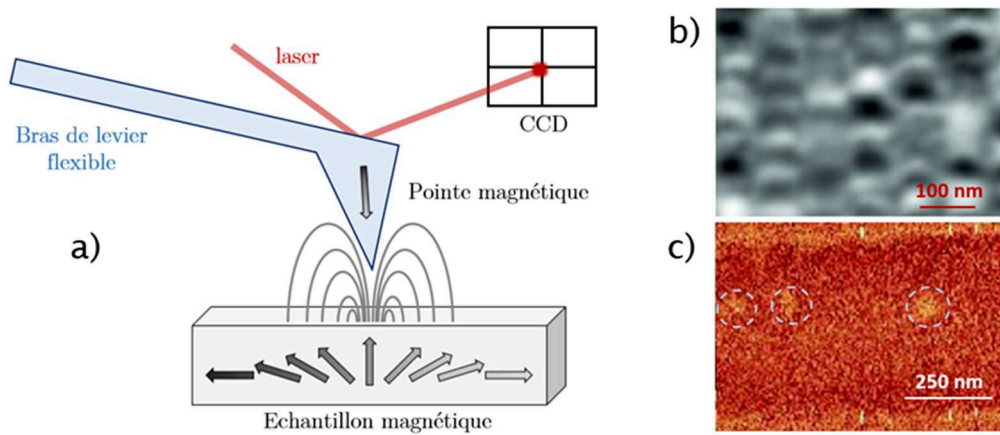 laser
CCD
Bras de levier
flexible
Pointe magnétique
a)
Echantillon magnétique
b)
100 nm
c)
250 nm